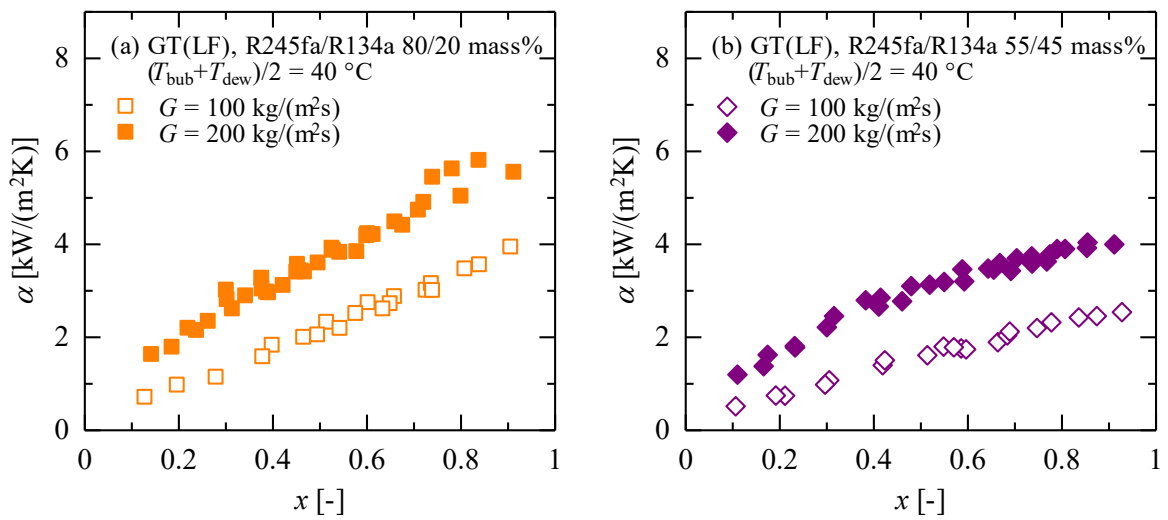 (a) GT(LF), R245fa/R134a 80/20 mass%
(Tbub+Tdew)/2 = 40 °C
G = 100 kg/(m²s)
G = 200 kg/(m²s)
α [kW/(m²K)]
8
6
4
2
0
0.2
0.4
0.6
0.8
1
x [-]
(b) GT(LF), R245fa/R134a 55/45 mass%
(Tbub+Tdew)/2 = 40 °C
G = 100 kg/(m²s)
G = 200 kg/(m²s)
α [kW/(m²K)]
8
6
4
2
0
0
0.2
0.4
0.6
0.8
1
x [-]